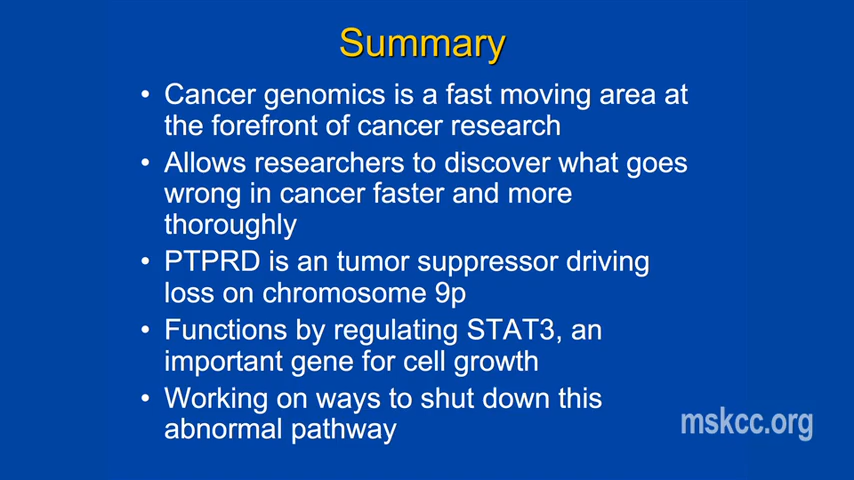 Summary
• Cancer genomics is a fast moving area at
the forefront of cancer research
• Allows researchers to discover what goes
wrong in cancer faster and more
thoroughly
• PTPRD is an tumor suppressor driving
loss on chromosome 9p
• Functions by regulating STAT3, an
important gene for cell growth
• Working on ways to shut down this
abnormal pathway
mskcc.org